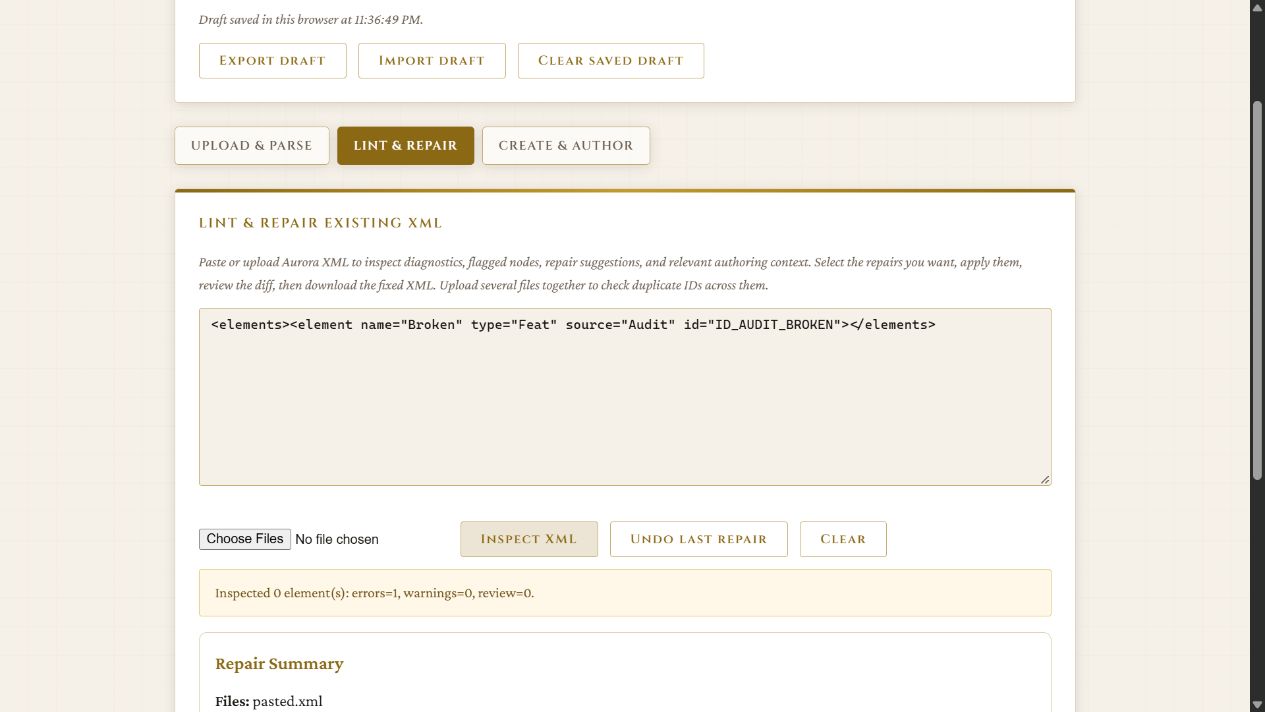 Draft saved in this browser at 11:36:49 PM.
Export Draft Import Draft Clear Saved Draft
Upload & Parse Lint & Repair Create & Author
Lint & Repair Existing XML
Paste or upload Aurora XML to inspect diagnostics, flagged nodes, repair suggestions, and relevant authoring context. Select the repairs you want, apply them,
review the diff, then download the fixed XML. Upload several files together to check duplicate IDs across them.
<elements><element name="Broken" type="Feat" source="Audit" id="ID_AUDIT_BROKEN"></elements>
Choose Files No file chosen Inspect XML Undo Last Repair Clear
Inspected 0 element(s): errors=1, warnings=0, review=0.
Repair Summary
Files: pasted.xml